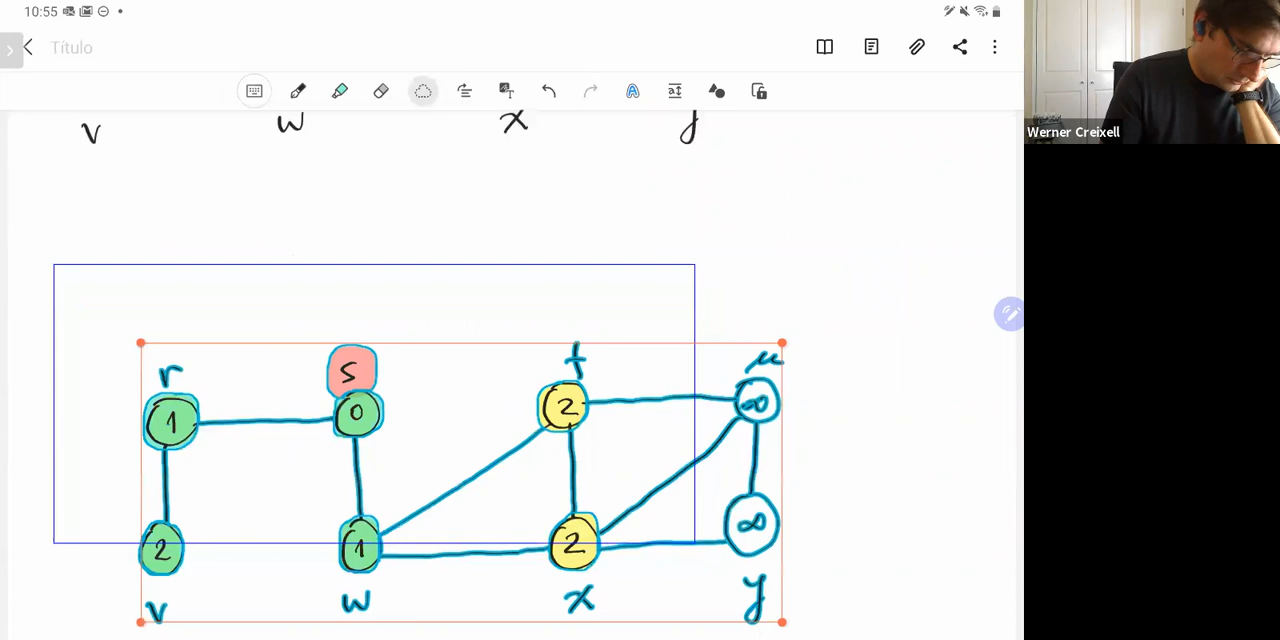 10:55
Título
Werner Creixell
v w x y
r s t u
1 0 2 ∞
2 1 2 ∞
v w x y